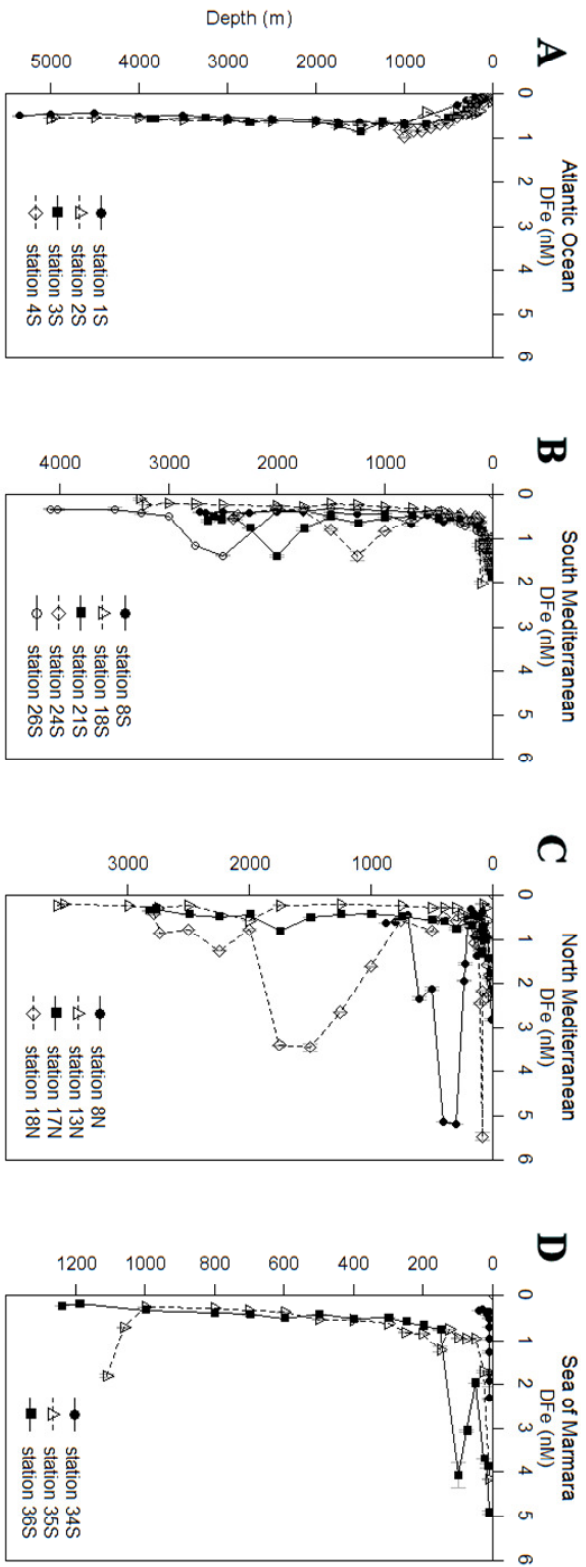 A
Atlantic Ocean
DFe (nM)
0 1 2 3 4 5 6
Depth (m)
0
1000
2000
3000
4000
5000
station 1S
station 2S
station 3S
station 4S
B
South Mediterranean
DFe (nM)
0 1 2 3 4 5 6
0
1000
2000
3000
4000
station 8S
station 18S
station 21S
station 24S
station 26S
C
North Mediterranean
DFe (nM)
0 1 2 3 4 5 6
0
1000
2000
3000
station 8N
station 13N
station 17N
station 18N
D
Sea of Marmara
DFe (nM)
0 1 2 3 4 5 6
0
200
400
600
800
1000
1200
station 34S
station 35S
station 36S